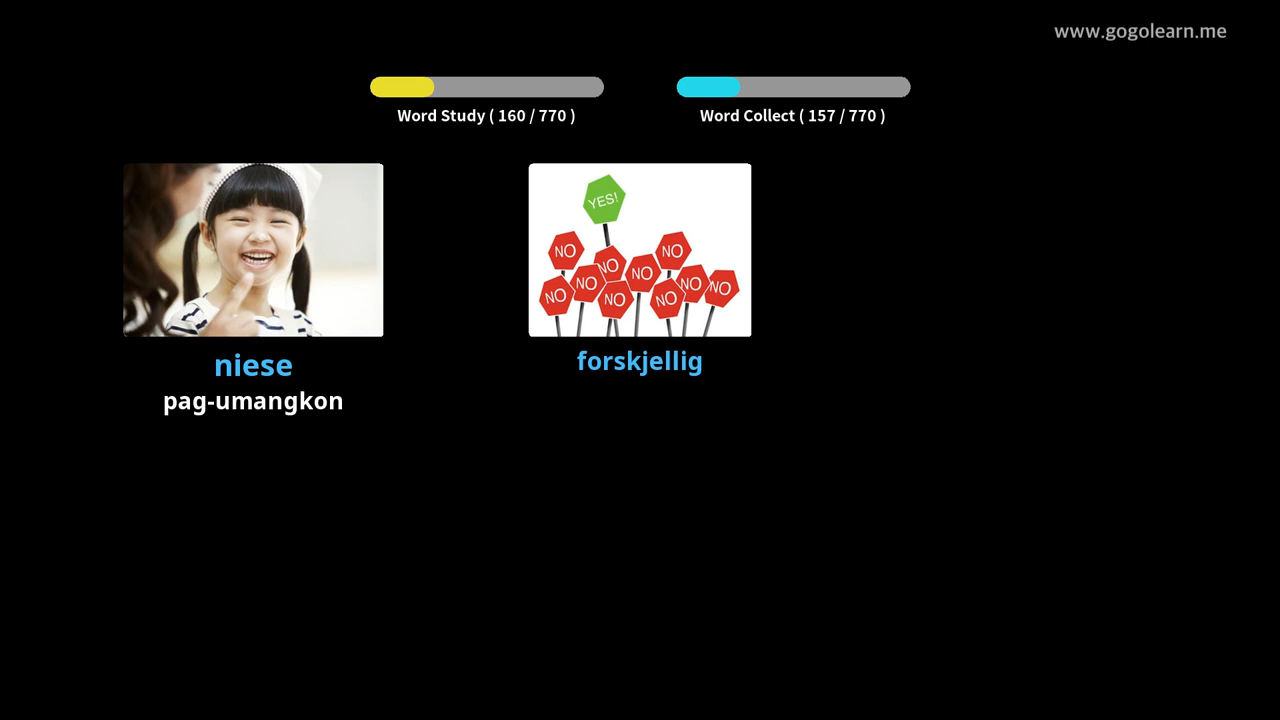 www.gogolearn.me
Word Study ( 160 / 770 )
Word Collect ( 157 / 770 )
YES!
NO
NO
NO
NO
NO
NO
NO
NO
NO
NO
niese
pag-umangkon
forskjellig